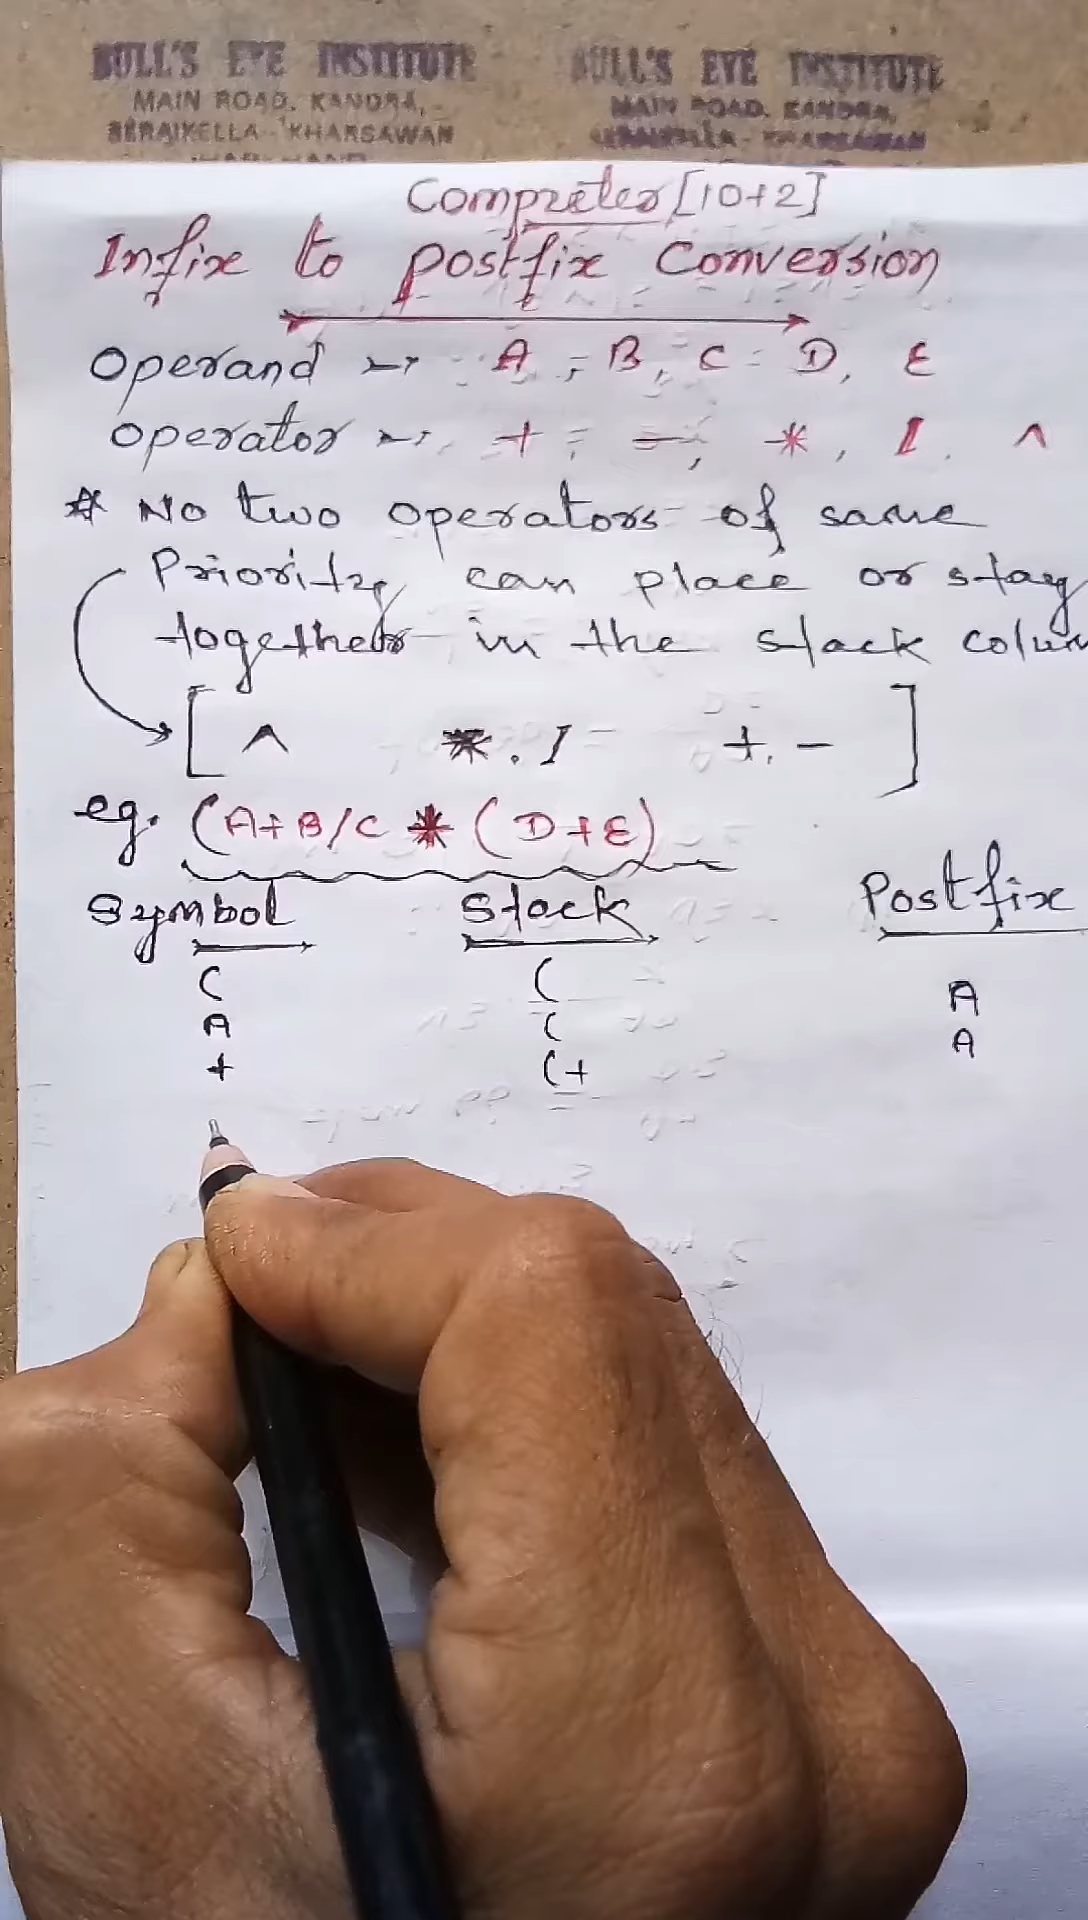 BULL'S EYE INSTITUTE BULL'S EYE INSTITUTE
MAIN ROAD, KANDRA, MAIN ROAD, KANDRA,
SERAIKELLA - KHARSAWAN SERAIKELLA - KHARSAWAN
Computer [10+2]
Infix to postfix Conversion
Operand → A, B, C, D, E
Operator → +, -, *, /, ^
* No two operators of same
Priority can place or stay
together in the stack colum
[ ^ *, / +, - ]
eg. (A+B/C * (D+E)
Symbol Stack Postfix
( (
A ( A
+ (+ A